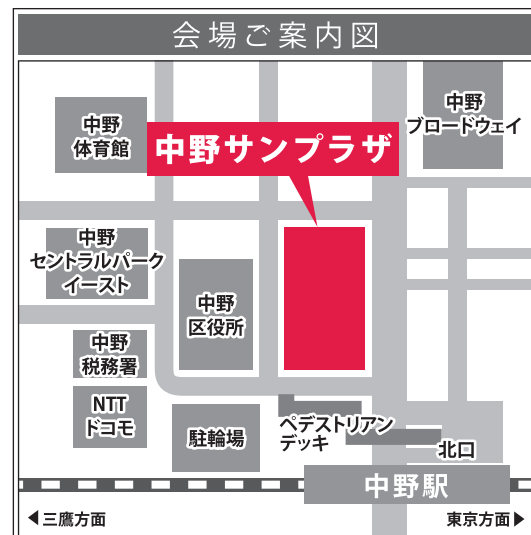 会場ご案内図
中野
体育館
中野サンプラザ
中野
ブロードウェイ
中野
セントラルパーク
イースト
中野
区役所
中野
税務署
NTT
ドコモ
駐輪場
ペデストリアン
デッキ
北口
中野駅
◀三鷹方面
東京方面▶